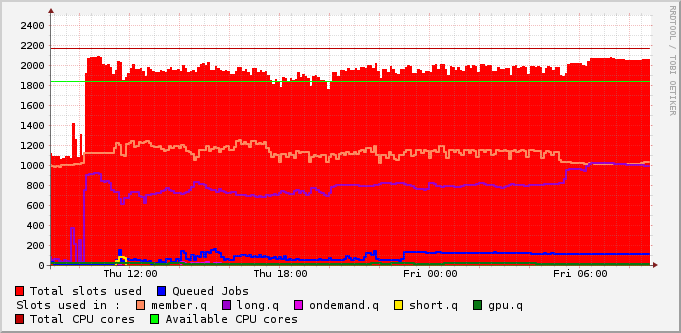 2400
2200
2000
1800
1600
1400
1200
1000
800
600
400
200
0
Thu 12:00 Thu 18:00 Fri 00:00 Fri 06:00
RRDTOOL / TOBI OETIKER
Total slots used Queued Jobs
Slots used in : member.q long.q ondemand.q short.q gpu.q
Total CPU cores Available CPU cores